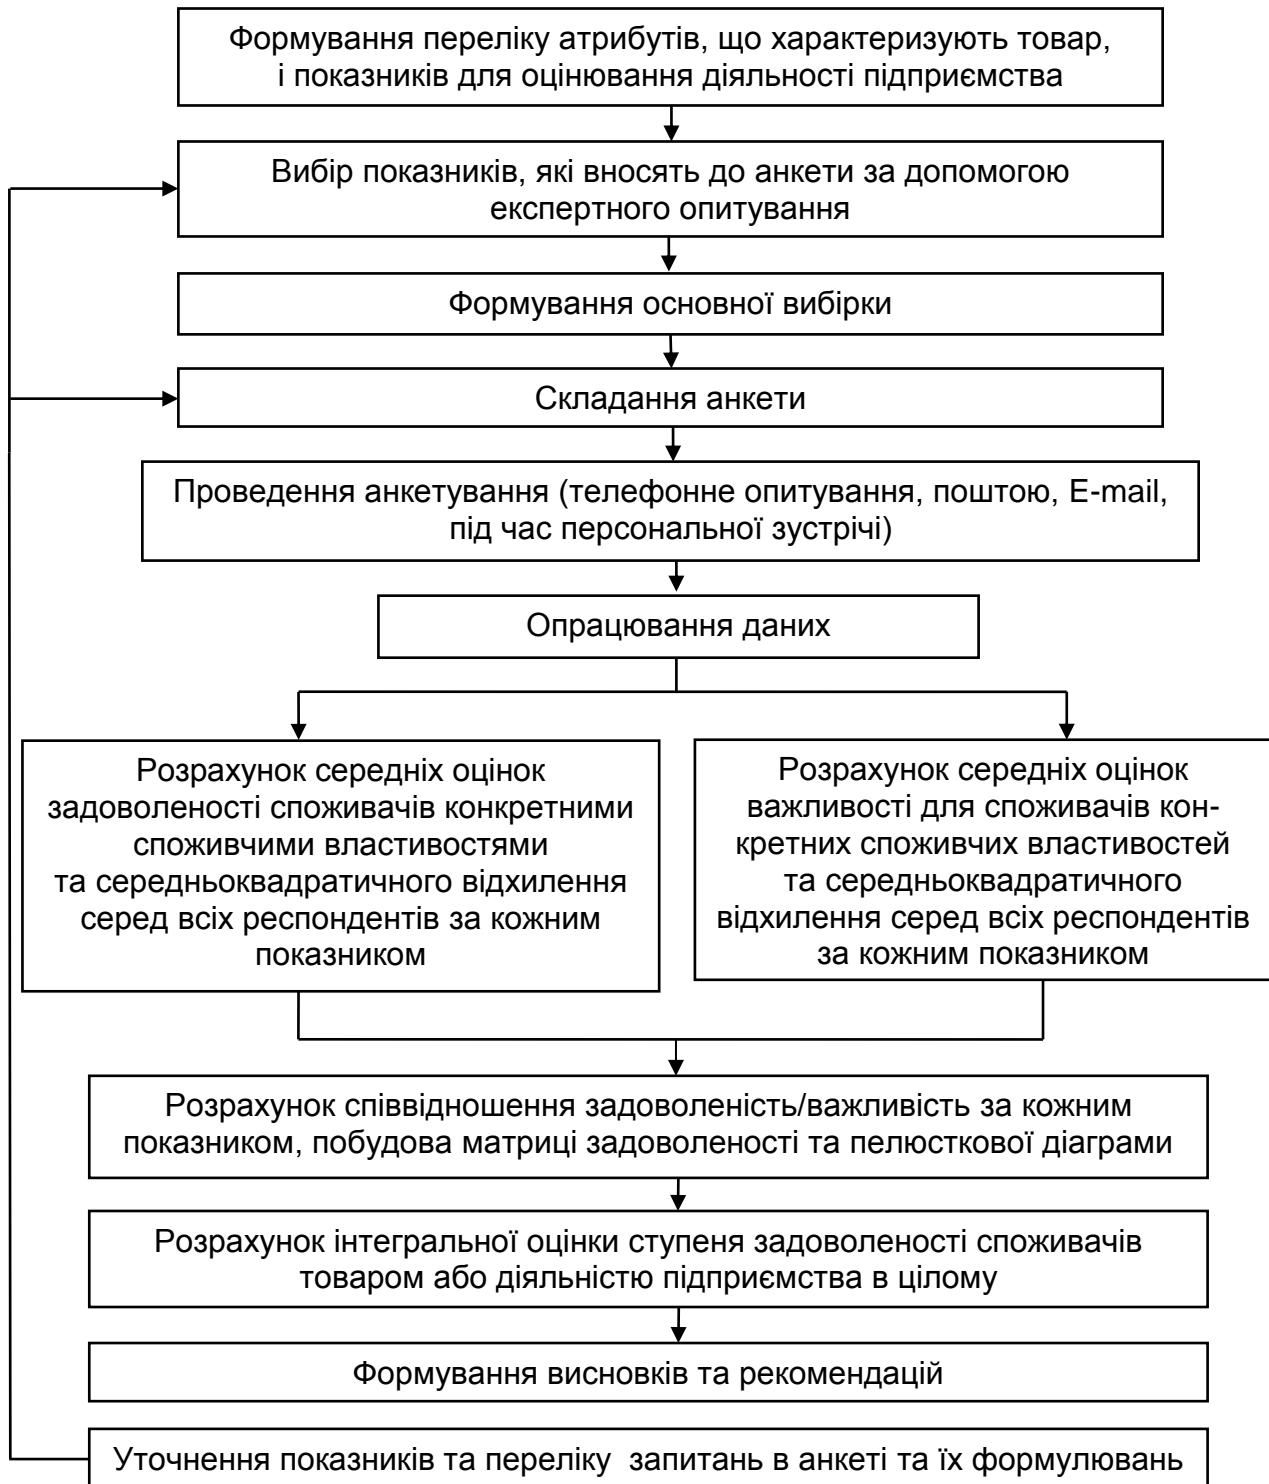 Формування переліку атрибутів, що характеризують товар,
і показників для оцінювання діяльності підприємства
Вибір показників, які вносять до анкети за допомогою
експертного опитування
Формування основної вибірки
Складання анкети
Проведення анкетування (телефонне опитування, поштою, E-mail,
під час персональної зустрічі)
Опрацювання даних
Розрахунок середніх оцінок
задоволеності споживачів конкретними
споживчими властивостями
та середньоквадратичного відхилення
серед всіх респондентів за кожним
показником
Розрахунок середніх оцінок
важливості для споживачів кон-
кретних споживчих властивостей
та середньоквадратичного
відхилення серед всіх респондентів
за кожним показником
Розрахунок співвідношення задоволеність/важливість за кожним
показником, побудова матриці задоволеності та пелюсткової діаграми
Розрахунок інтегральної оцінки ступеня задоволеності споживачів
товаром або діяльністю підприємства в цілому
Формування висновків та рекомендацій
Уточнення показників та переліку запитань в анкеті та їх формулювань